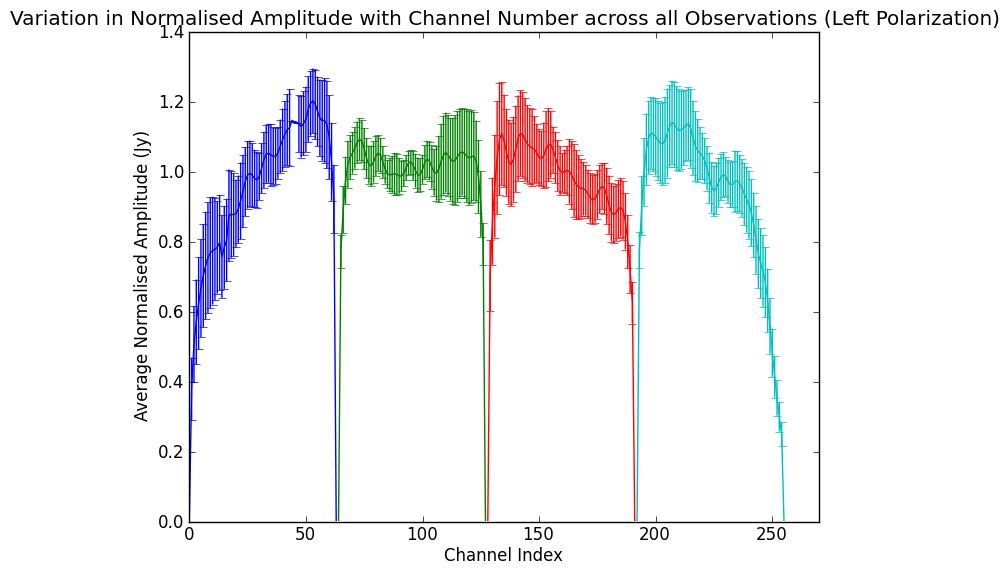 Variation in Normalised Amplitude with Channel Number across all Observations (Left Polarization)
1.4
1.2
1.0
0.8
0.6
0.4
0.2
0.0
Average Normalised Amplitude (Jy)
0 50 100 150 200 250
Channel Index